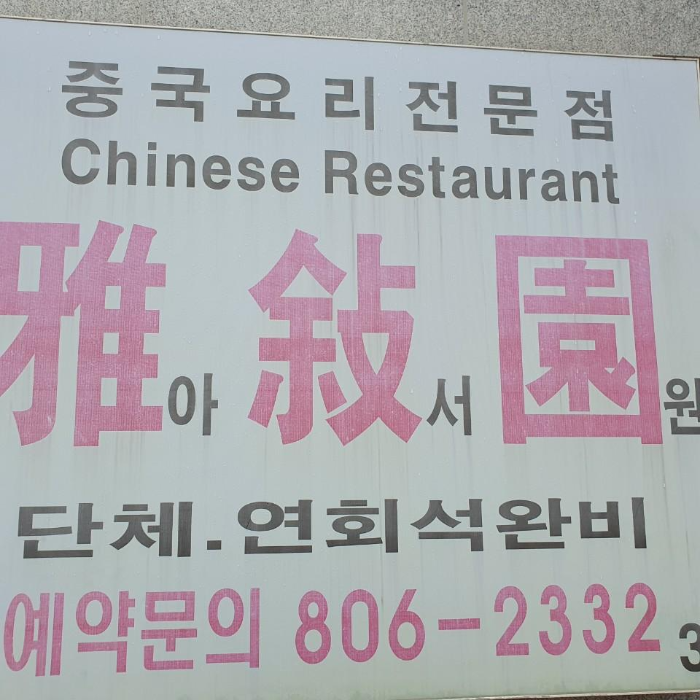 중국요리전문점
Chinese Restaurant
雅아 敍서 園원
단체.연회석완비
예약문의 806-2332 3